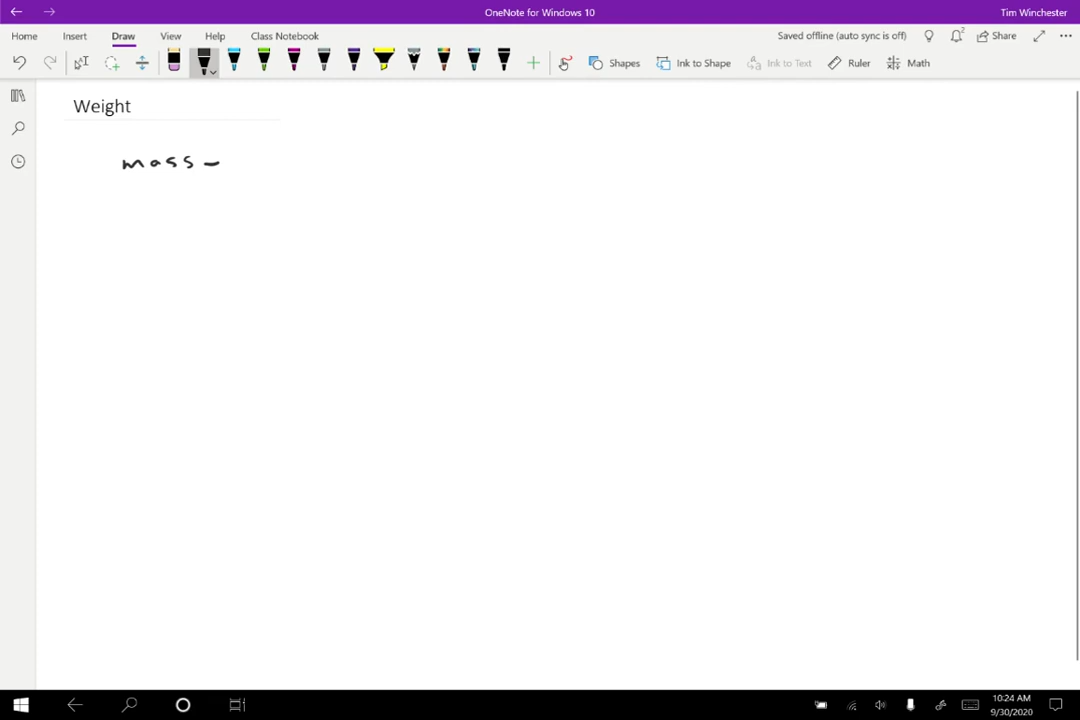 OneNote for Windows 10
Tim Winchester
Home Insert Draw View Help Class Notebook
Saved offline (auto sync is off) Share
Shapes Ink to Shape Ink to Text Ruler Math
Weight
mass –
10:24 AM
9/30/2020